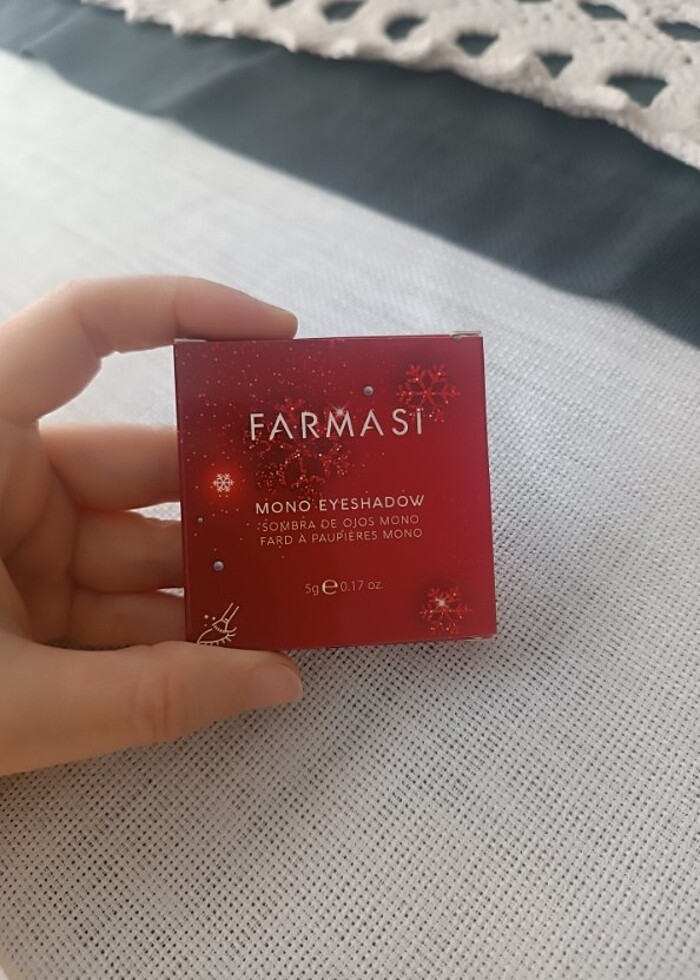 FARMASİ
MONO EYESHADOW
SOMBRA DE OJOS MONO
FARD À PAUPIÈRES MONO
5g ℮ 0.17 oz.